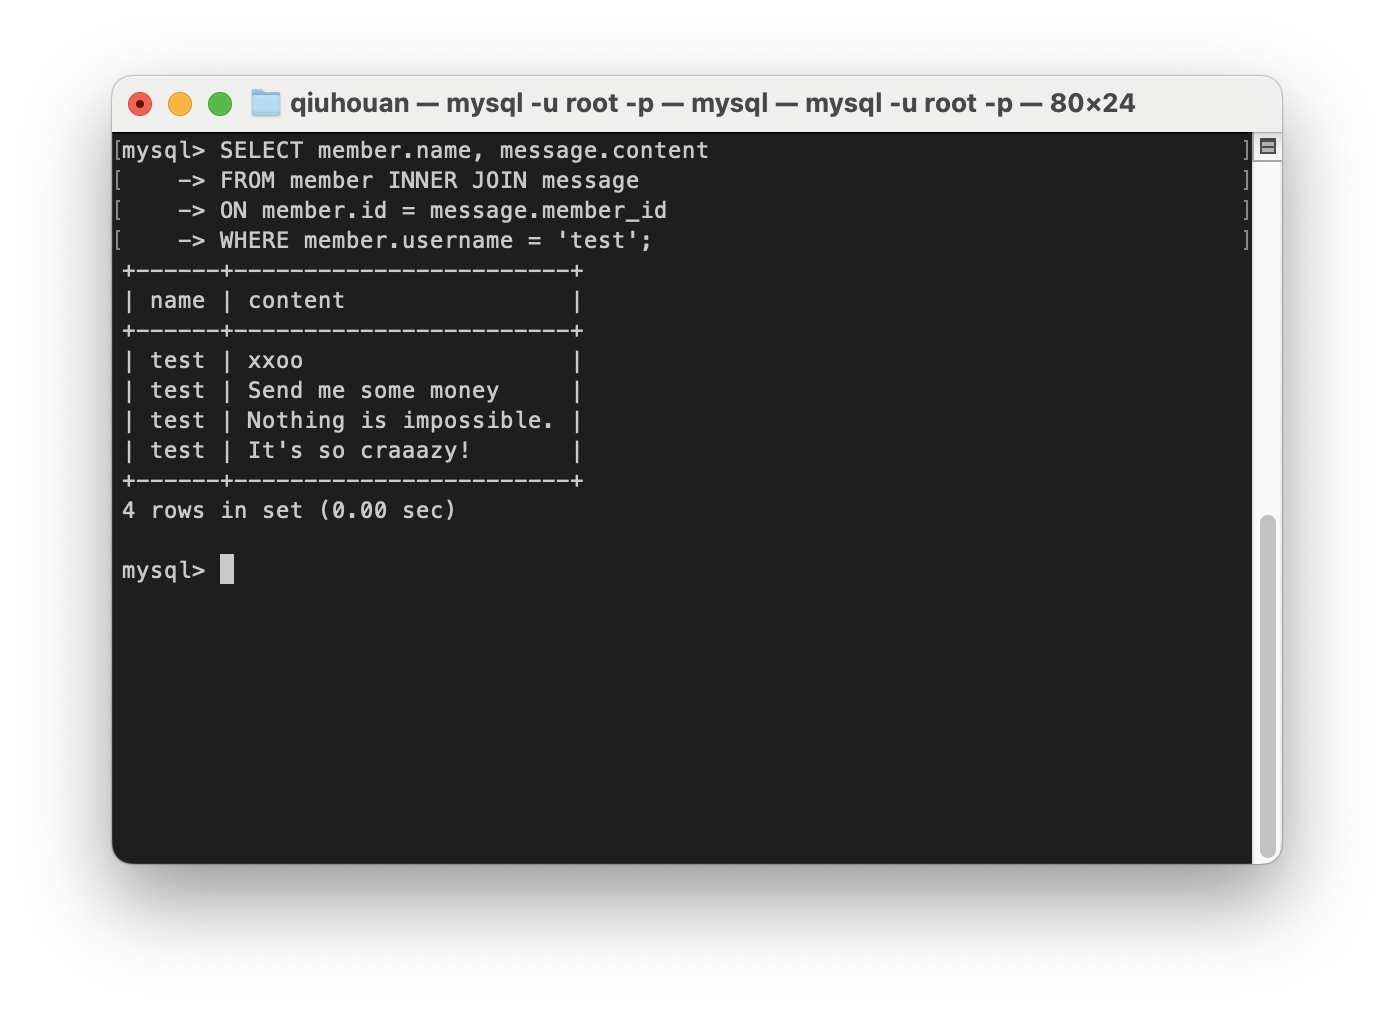 qiuhouan — mysql -u root -p — mysql — mysql -u root -p — 80×24
[mysql> SELECT member.name, message.content ]
[    -> FROM member INNER JOIN message ]
[    -> ON member.id = message.member_id ]
[    -> WHERE member.username = 'test'; ]
+------+------------------------+
| name | content                |
+------+------------------------+
| test | xxoo                   |
| test | Send me some money     |
| test | Nothing is impossible. |
| test | It's so craaazy!       |
+------+------------------------+
4 rows in set (0.00 sec)
mysql>